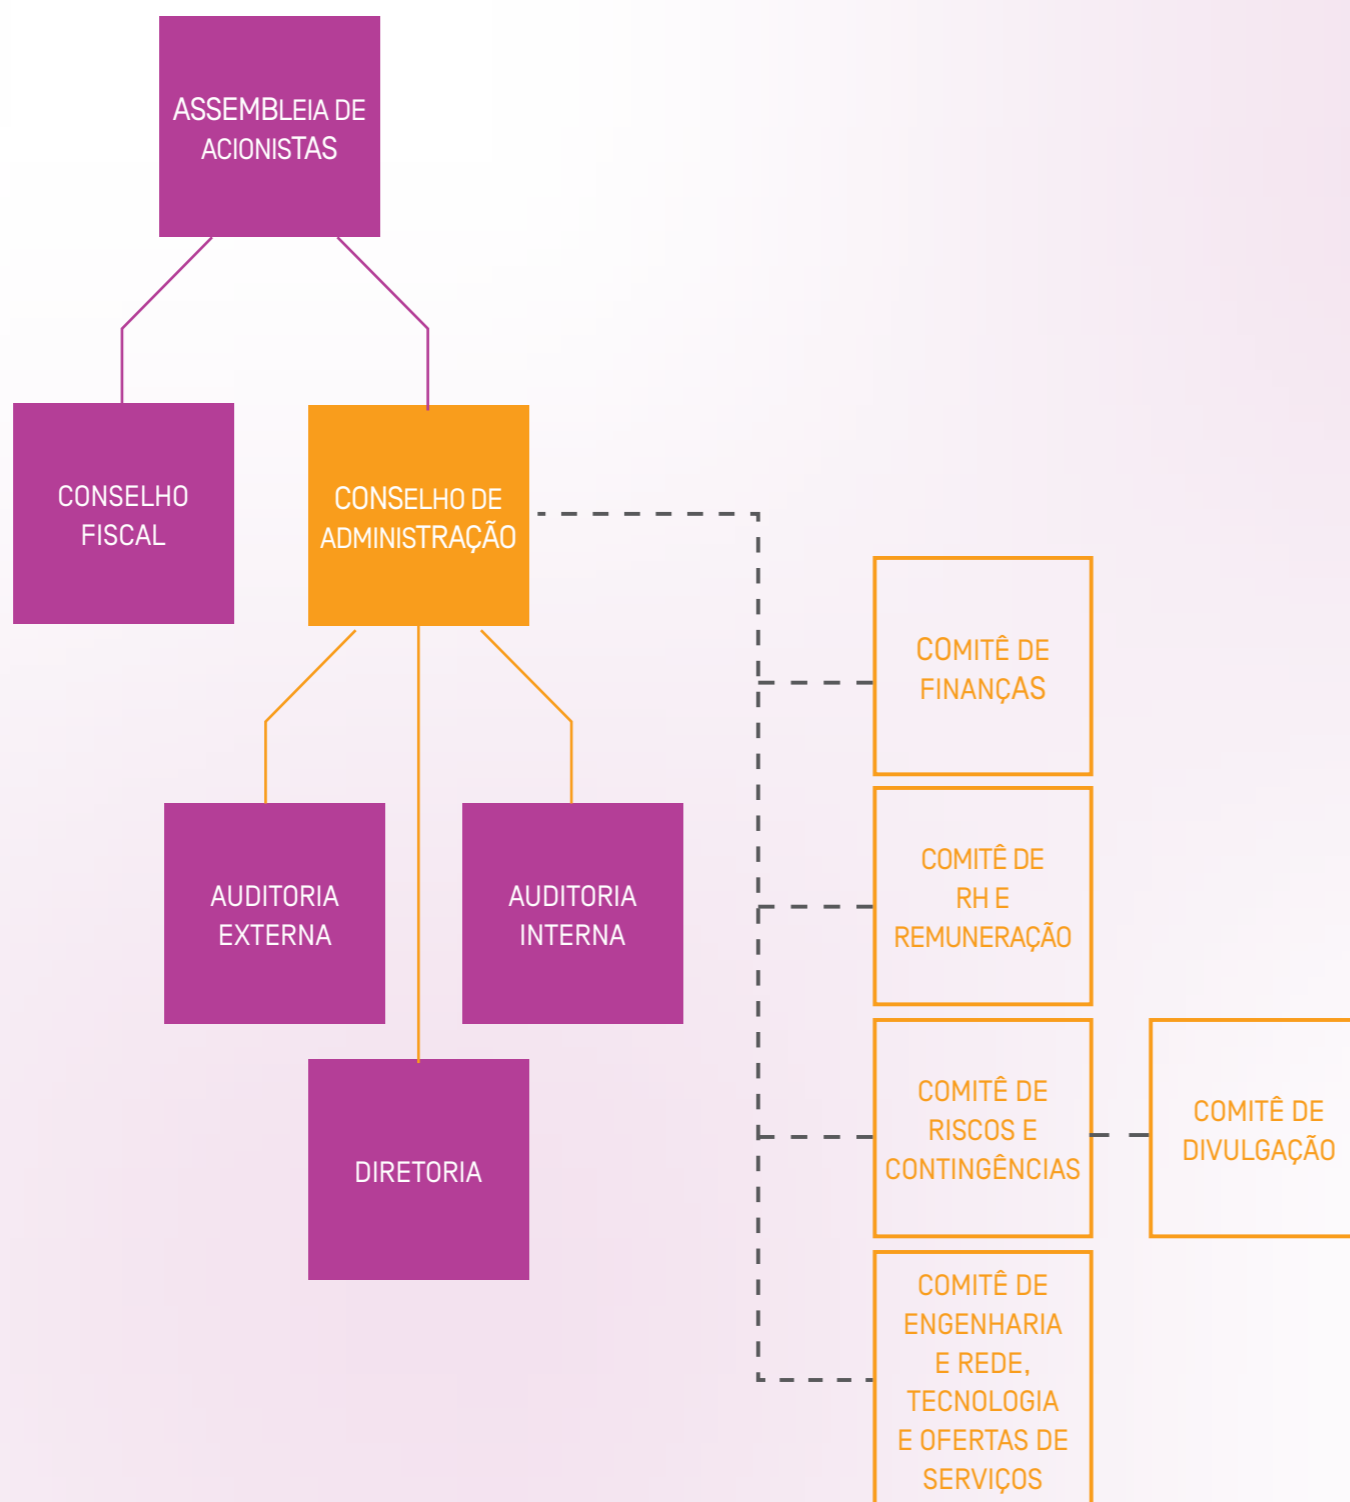 ASSEMBLEIA DE
ACIONISTAS
CONSELHO
FISCAL
CONSELHO DE
ADMINISTRAÇÃO
COMITÊ DE
FINANÇAS
AUDITORIA
EXTERNA
AUDITORIA
INTERNA
COMITÊ DE
RH E
REMUNERAÇÃO
DIRETORIA
COMITÊ DE
RISCOS E
CONTINGÊNCIAS
COMITÊ DE
DIVULGAÇÃO
COMITÊ DE
ENGENHARIA
E REDE,
TECNOLOGIA
E OFERTAS DE
SERVIÇOS